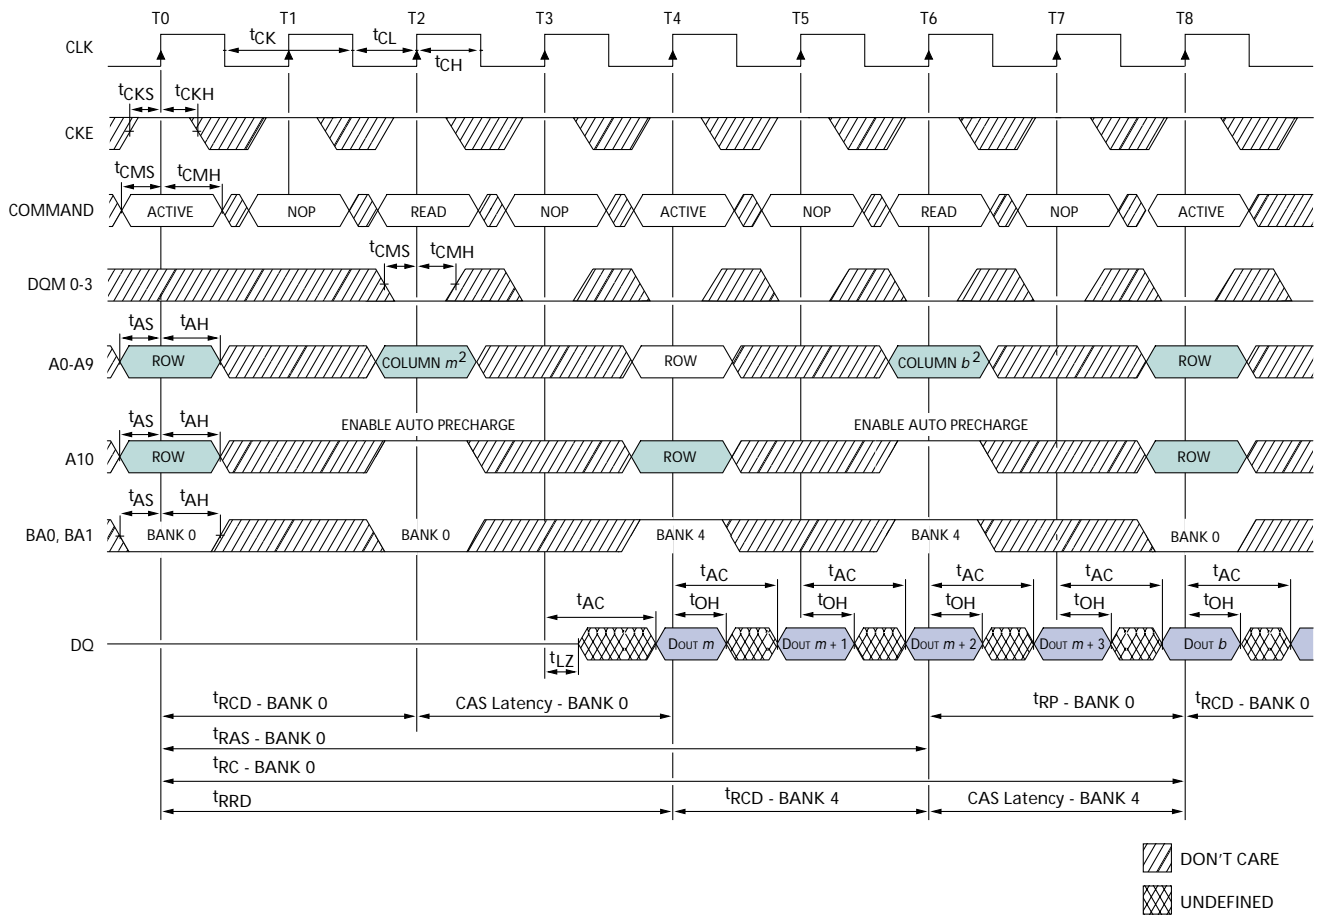 T0 T1 T2 T3 T4 T5 T6 T7 T8
CLK tCK tCL tCH
tCKS tCKH
CKE
tCMS tCMH
COMMAND ACTIVE NOP READ NOP ACTIVE NOP READ NOP ACTIVE
tCMS tCMH
DQM 0-3
tAS tAH
A0-A9 ROW COLUMN m2 ROW COLUMN b2 ROW
tAS tAH ENABLE AUTO PRECHARGE ENABLE AUTO PRECHARGE
A10 ROW ROW ROW
tAS tAH
BA0, BA1 BANK 0 BANK 0 BANK 4 BANK 4 BANK 0
tAC tAC tAC tAC tAC
tAC tOH tOH tOH tOH tOH
DQ DOUT m DOUT m + 1 DOUT m + 2 DOUT m + 3 DOUT b
tLZ
tRCD - BANK 0 CAS Latency - BANK 0 tRP - BANK 0 tRCD - BANK 0
tRAS - BANK 0
tRC - BANK 0
tRRD tRCD - BANK 4 CAS Latency - BANK 4
DON'T CARE
UNDEFINED